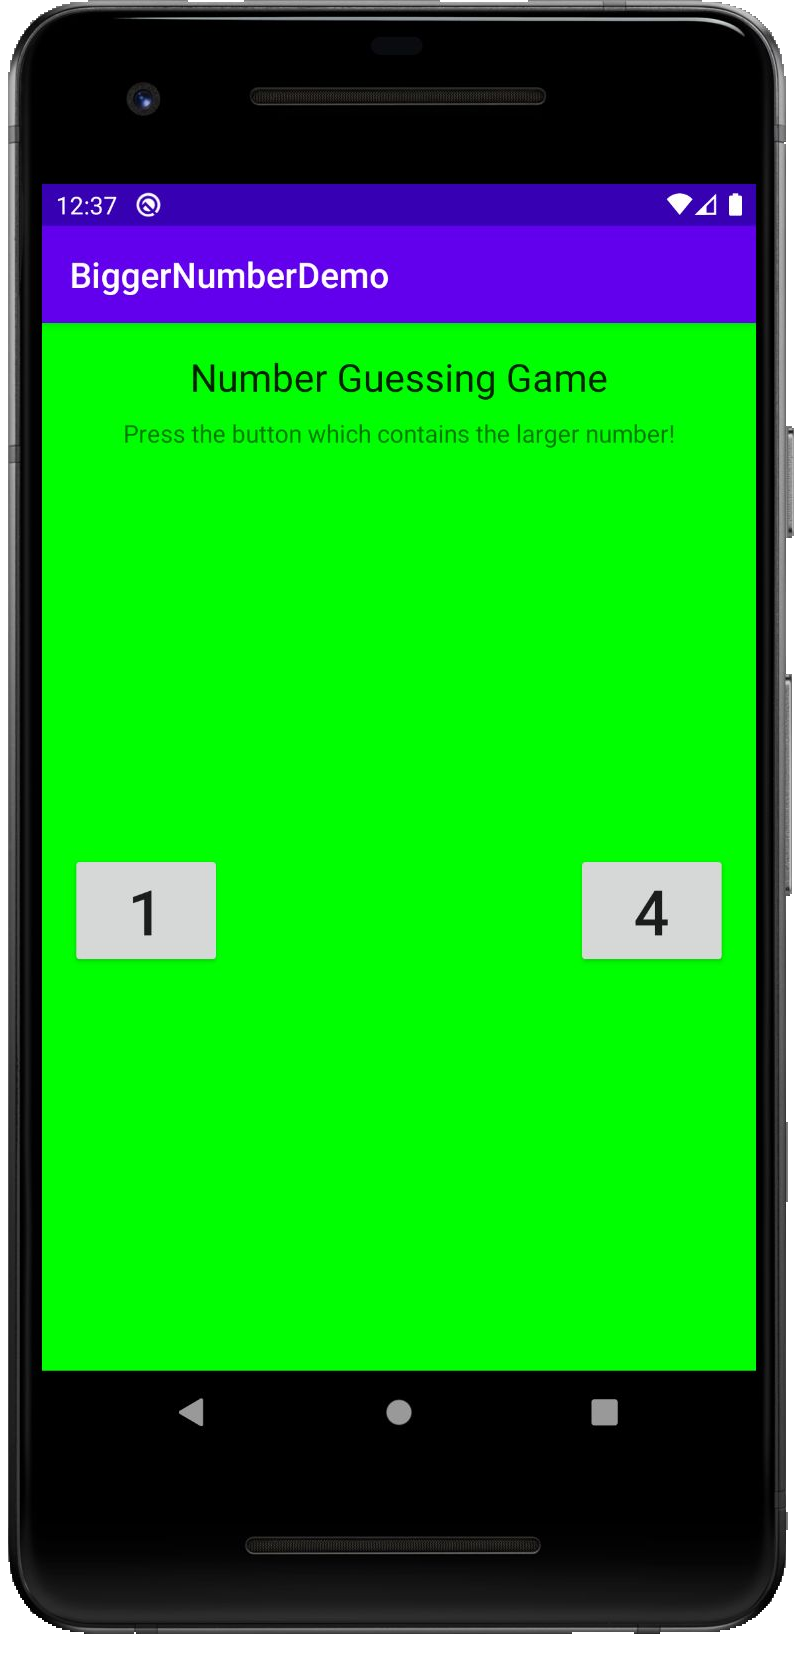 12:37
BiggerNumberDemo
Number Guessing Game
Press the button which contains the larger number!
1 4